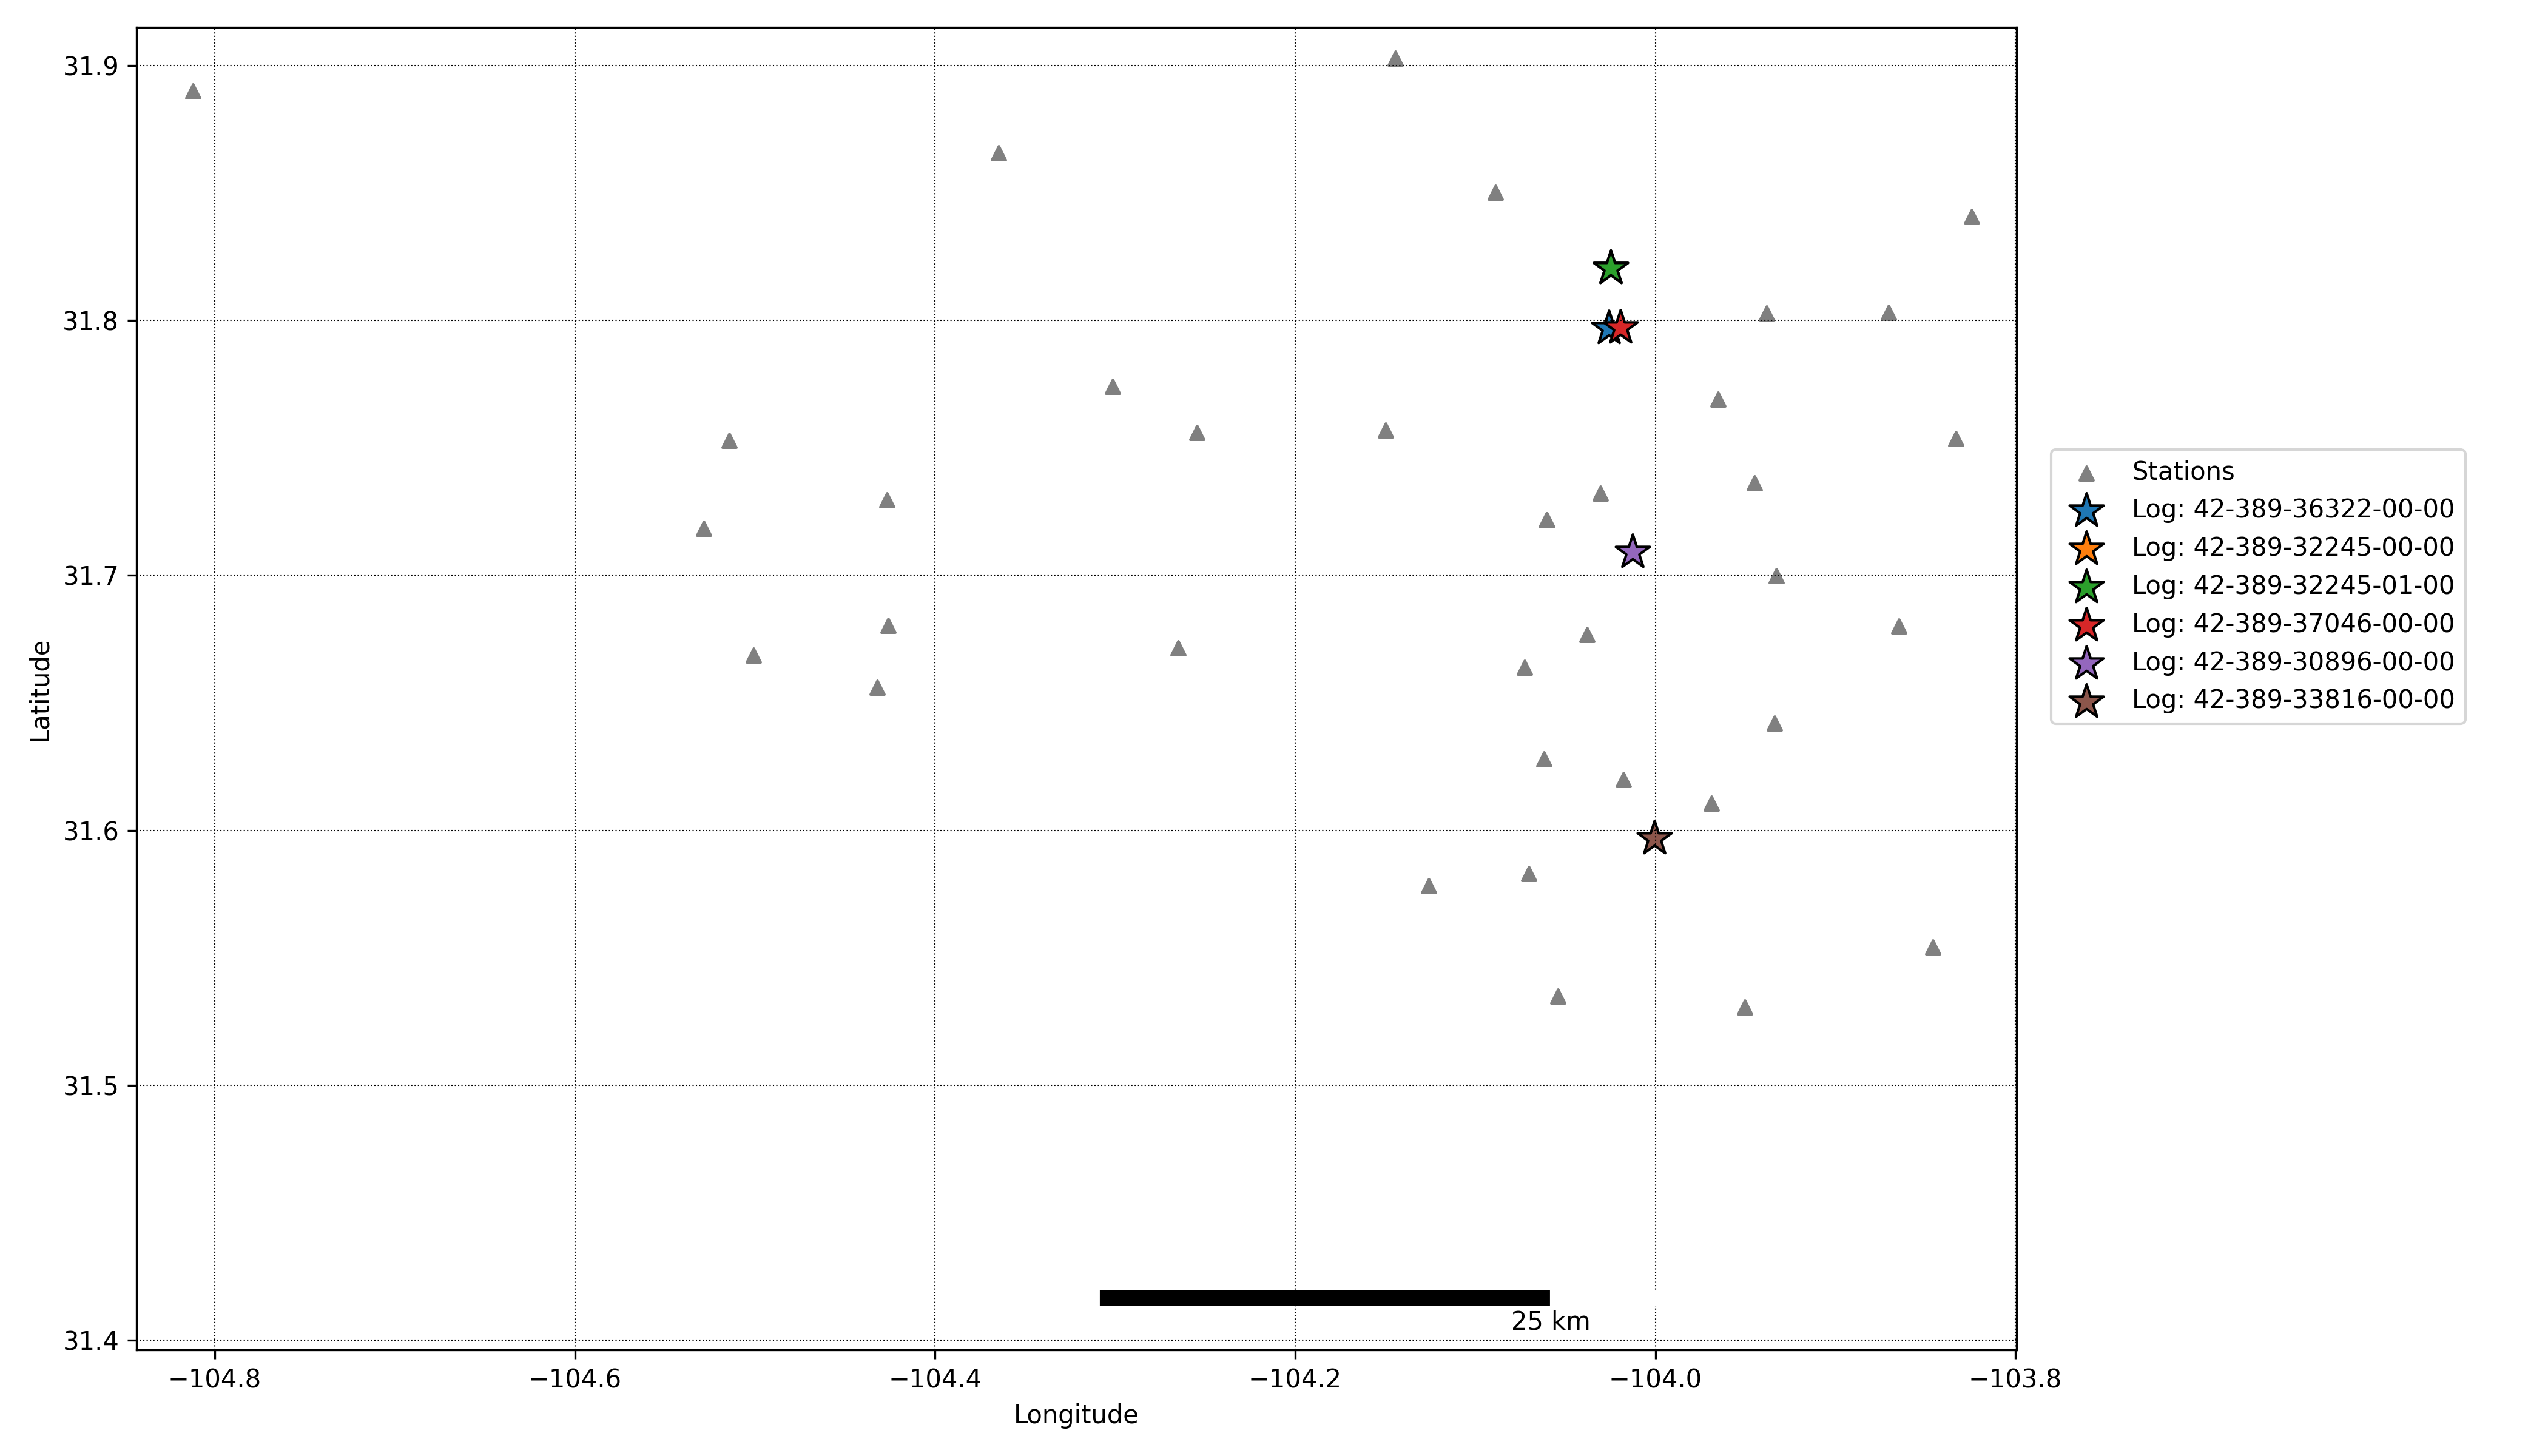 31.9
31.8
31.7
31.6
31.5
31.4
Latitude
−104.8
−104.6
−104.4
−104.2
−104.0
−103.8
Longitude
25 km
Stations
Log: 42-389-36322-00-00
Log: 42-389-32245-00-00
Log: 42-389-32245-01-00
Log: 42-389-37046-00-00
Log: 42-389-30896-00-00
Log: 42-389-33816-00-00